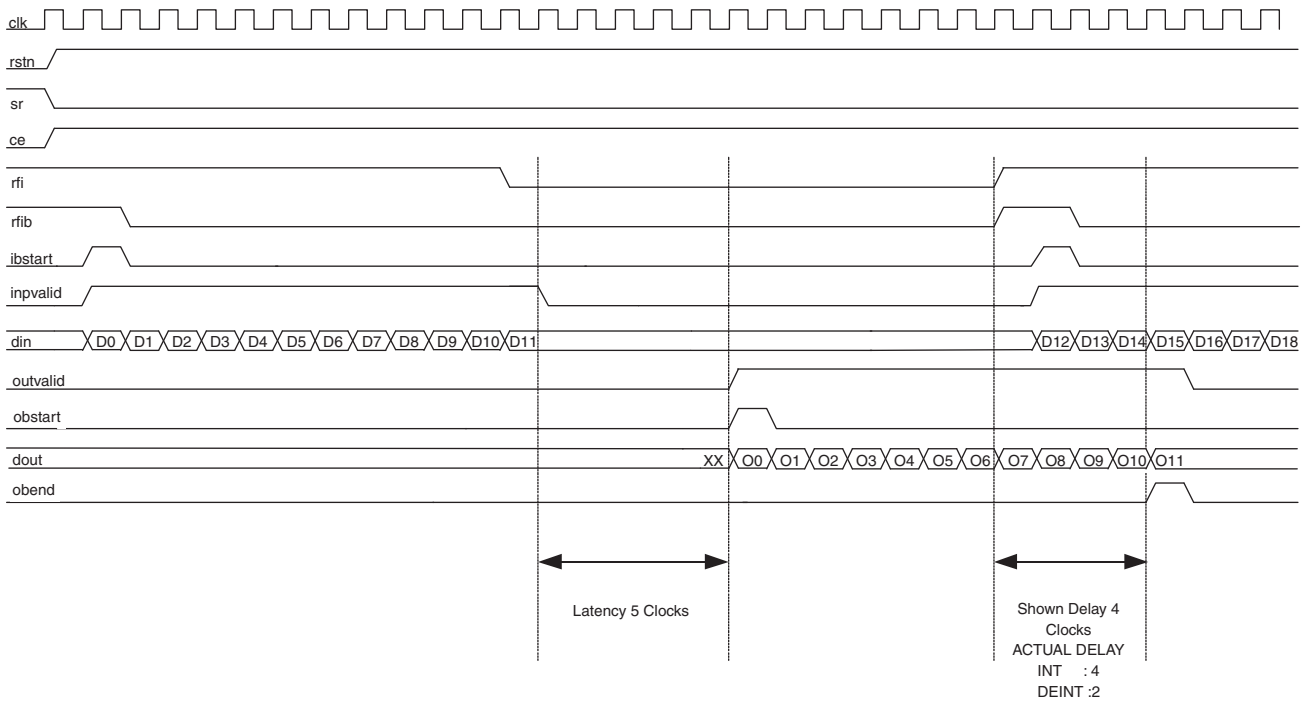 clk
rstn
sr
ce
rfi
rfib
ibstart
inpvalid
din D0 D1 D2 D3 D4 D5 D6 D7 D8 D9 D10 D11 D12 D13 D14 D15 D16 D17 D18
outvalid
obstart
dout XX O0 O1 O2 O3 O4 O5 O6 O7 O8 O9 O10 O11
obend
Latency 5 Clocks
Shown Delay 4
Clocks
ACTUAL DELAY
INT : 4
DEINT :2